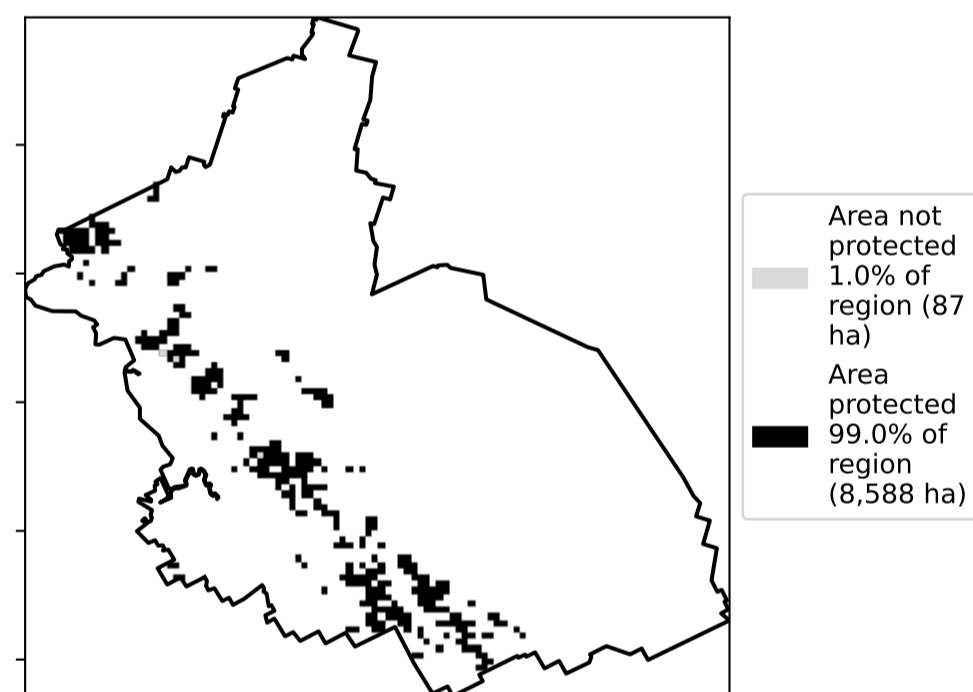 Area not
protected
1.0% of
region (87
ha)
Area
protected
99.0% of
region
(8,588 ha)